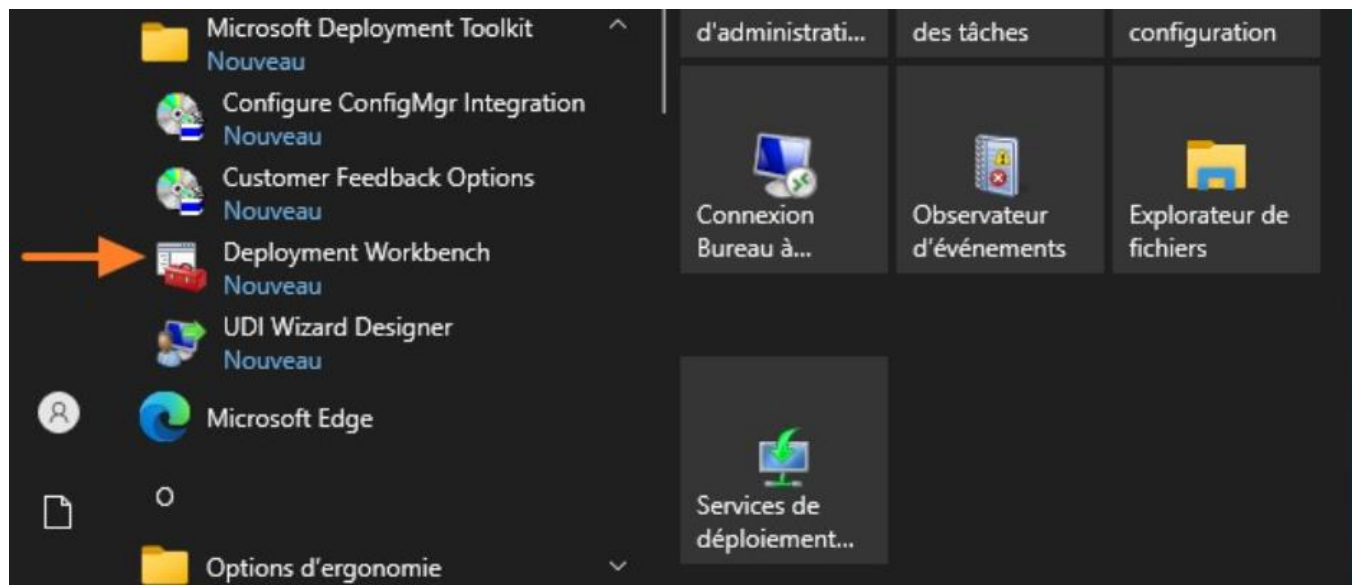 Microsoft Deployment Toolkit
Nouveau
Configure ConfigMgr Integration
Nouveau
Customer Feedback Options
Nouveau
Deployment Workbench
Nouveau
UDI Wizard Designer
Nouveau
Microsoft Edge
O
Options d'ergonomie
d'administrati...
des tâches
configuration
Connexion
Bureau à...
Observateur
d'événements
Explorateur de
fichiers
Services de
déploiement...